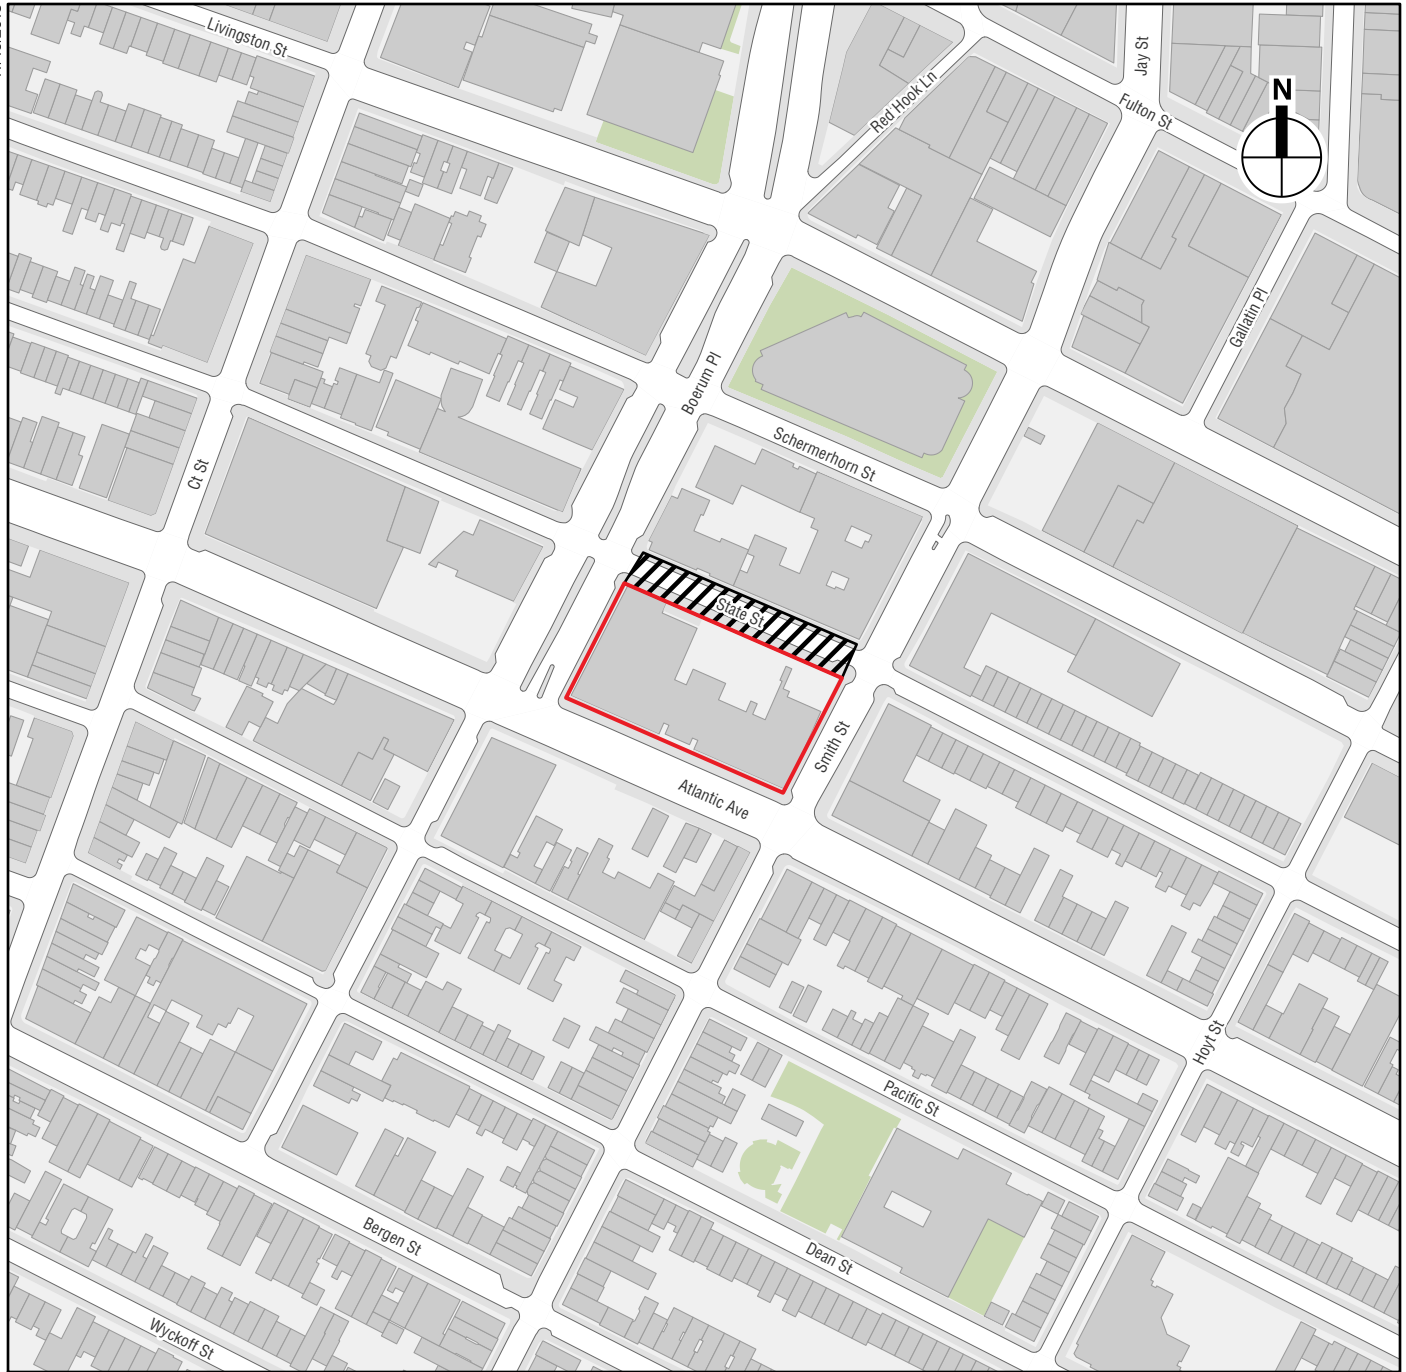 Livingston St
Jay St
Red Hook Ln
Fulton St
N
Gallatin Pl
Boerum Pl
Schermerhorn St
Ct St
State St
Smith St
Atlantic Ave
Hoyt St
Pacific St
Bergen St
Dean St
Wyckoff St